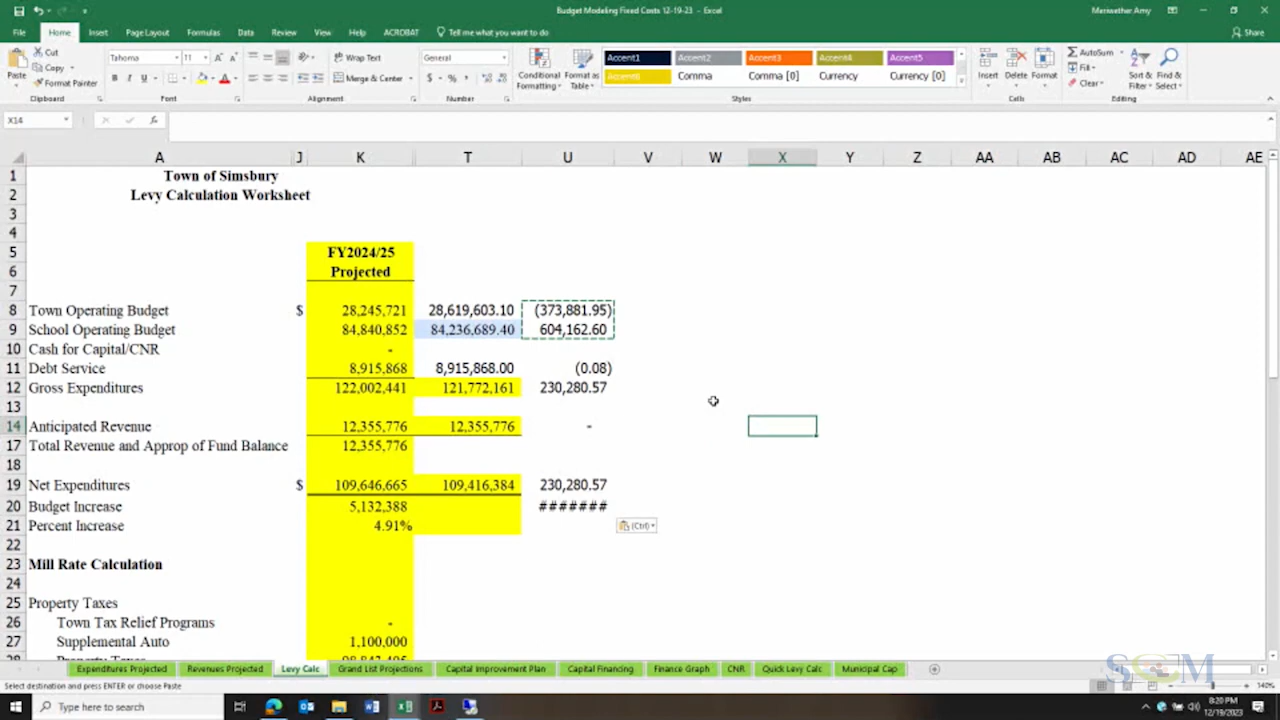 Budget Modeling Fixed Costs 12-19-23 - Excel
Meriwether Amy
File Home Insert Page Layout Formulas Data Review View Help ACROBAT Tell me what you want to do Share
Paste Cut Copy Format Painter
Tahoma 11 B I U
Wrap Text Merge & Center
General $ % ,
Conditional Formatting Format as Table
Accent1 Accent2 Accent3 Accent4 Accent5
Accent6 Comma Comma [0] Currency Currency [0]
Insert Delete Format
AutoSum Fill Clear Sort & Filter Find & Select
Clipboard Font Alignment Number Styles Cells Editing
X14 fx
A J K T U V W X Y Z AA AB AC AD AE
1 Town of Simsbury
2 Levy Calculation Worksheet
3
4
5 FY2024/25
6 Projected
7
8 Town Operating Budget $ 28,245,721 28,619,603.10 (373,881.95)
9 School Operating Budget 84,840,852 84,236,689.40 604,162.60
10 Cash for Capital/CNR -
11 Debt Service 8,915,868 8,915,868.00 (0.08)
12 Gross Expenditures 122,002,441 121,772,161 230,280.57
13
14 Anticipated Revenue 12,355,776 12,355,776 -
17 Total Revenue and Approp of Fund Balance 12,355,776
18
19 Net Expenditures $ 109,646,665 109,416,384 230,280.57
20 Budget Increase 5,132,388 #######
21 Percent Increase 4.91% (Ctrl)
22
23 Mill Rate Calculation
24
25 Property Taxes
26 Town Tax Relief Programs -
27 Supplemental Auto 1,100,000
Expenditures Projected Revenues Projected Levy Calc Grand List Projections Capital Improvement Plan Capital Financing Finance Graph CNR Quick Levy Calc Municipal Cap
Select destination and press ENTER or choose Paste 140%
Type here to search
8:20 PM
12/19/2023